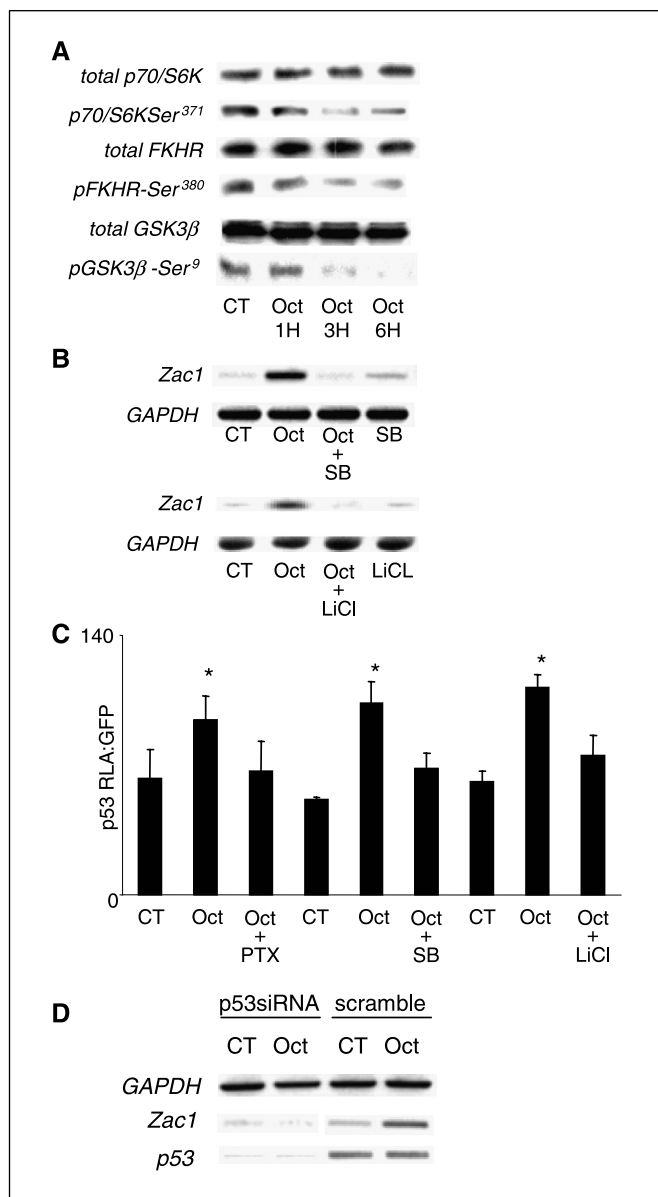 A
total p70/S6K
p70/S6KSer371
total FKHR
pFKHR-Ser380
total GSK3β
pGSK3β -Ser9
CT Oct 1H Oct 3H Oct 6H
B
Zac1
GAPDH
CT Oct Oct + SB SB
Zac1
GAPDH
CT Oct Oct + LiCl LiCL
C
140
* * *
p53 RLA:GFP
0
CT Oct Oct + PTX CT Oct Oct + SB CT Oct Oct + LiCl
D
p53siRNA scramble
CT Oct CT Oct
GAPDH
Zac1
p53